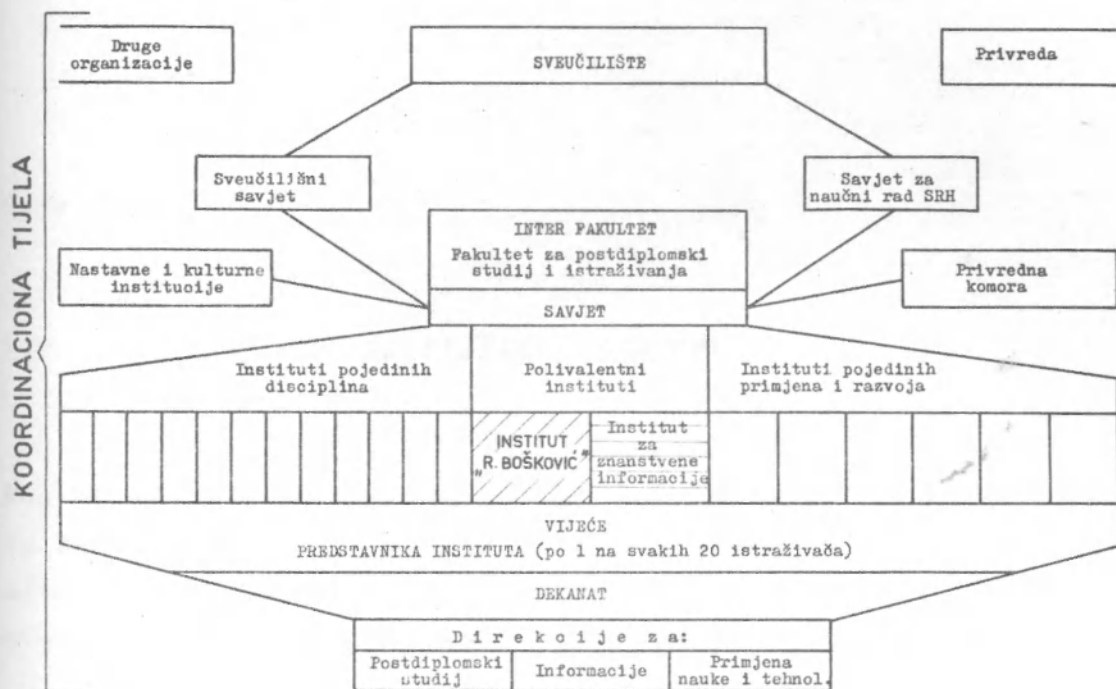 KOORDINACIONA TIJELA
Druge
organizacije
SVEUČILIŠTE
Privreda
Sveučilišni
savjet
Savjet za
naučni rad SRH
INTER FAKULTET
Fakultet za postdiplomski
studij i istraživanja
Nastavne i kulturne
institucije
Privredna
komora
SAVJET
Instituti pojedinih
disciplina
Polivalentni
instituti
Instituti pojedinih
primjena i razvoja
INSTITUT
"R. BOŠKOVIĆ"
Institut
za
znanstvene
informacije
VIJEĆE
PREDSTAVNIKA INSTITUTA (po 1 na svakih 20 istraživača)
DEKANAT
Direkcije za:
Postdiplomski
studij
Informacije
Primjena
nauke i tehnol.